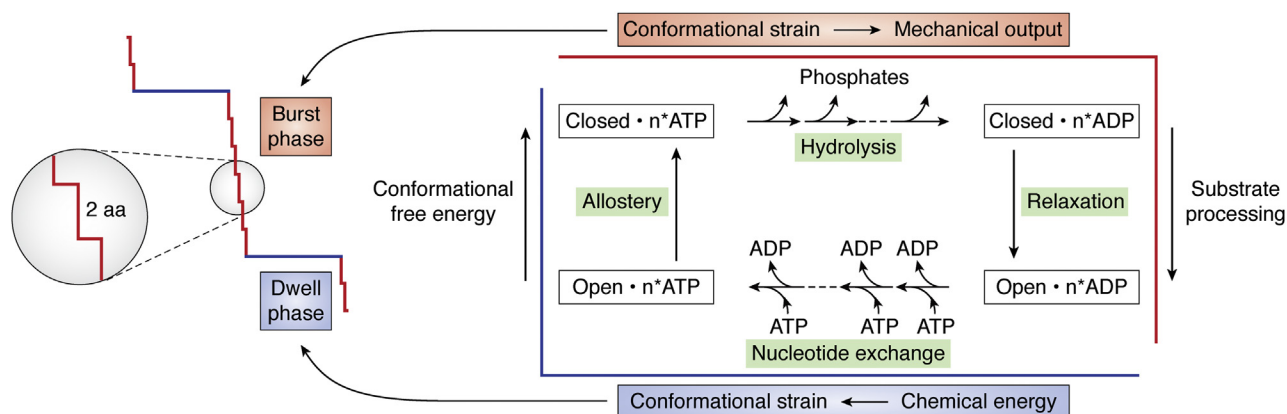 Conformational strain → Mechanical output
Burst
phase
2 aa
Dwell
phase
Conformational
free energy
Phosphates
Closed • n*ATP
Closed • n*ADP
Hydrolysis
Allostery
Relaxation
Substrate
processing
ADP
ADP ADP
Open • n*ATP
Open • n*ADP
ATP
ATP ATP
Nucleotide exchange
Conformational strain ← Chemical energy